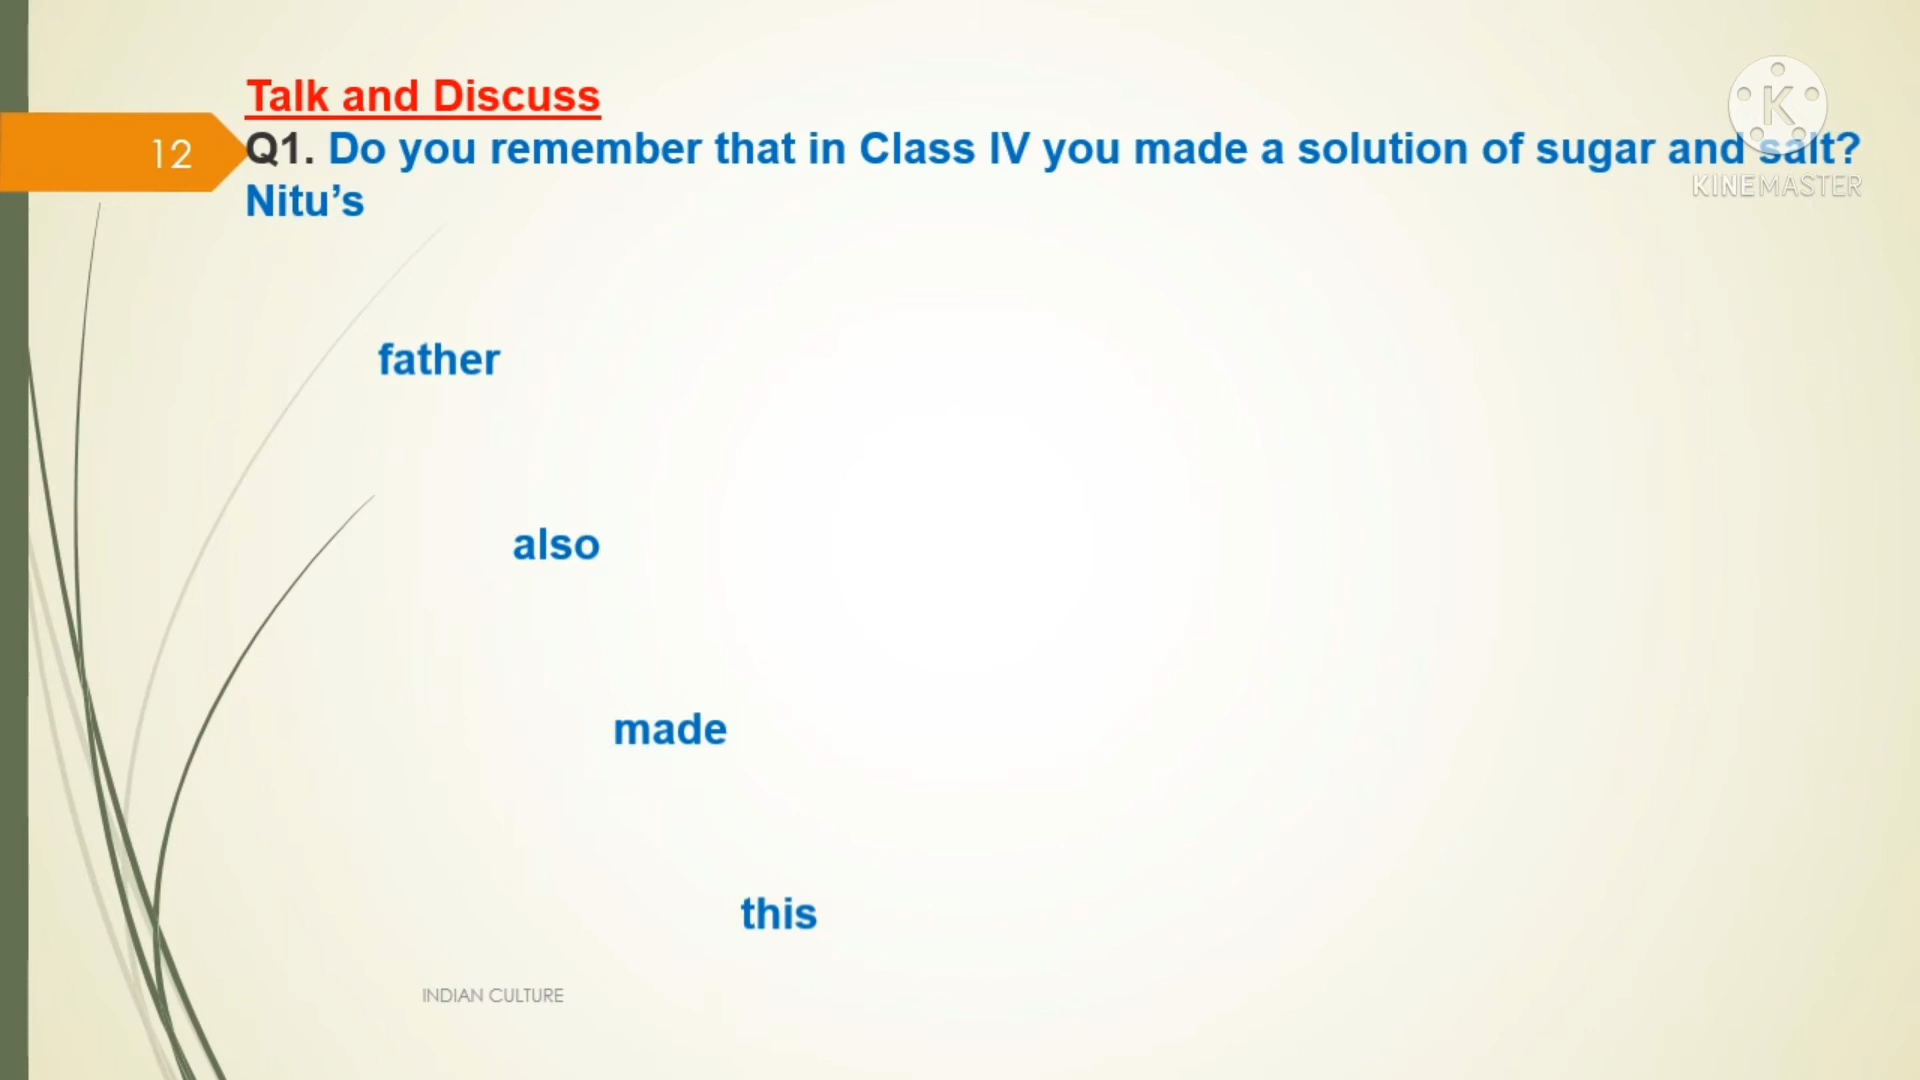 Talk and Discuss
12
Q1. Do you remember that in Class IV you made a solution of sugar and salt?
Nitu’s
father
also
made
this
INDIAN CULTURE
K
KINEMASTER